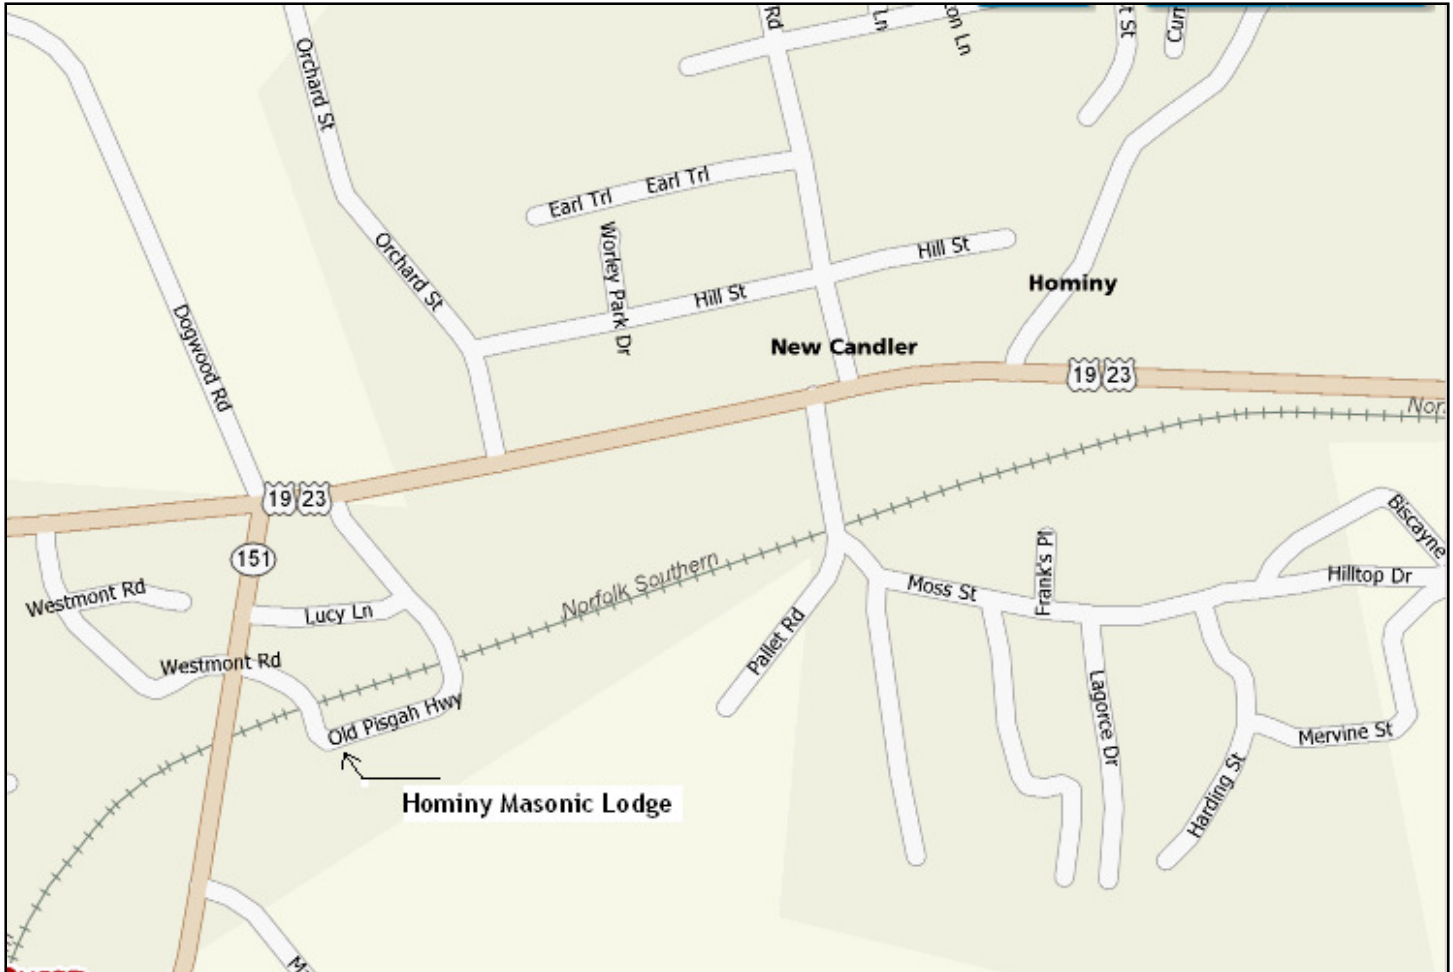 Rd
Ln
ton Ln
t St
Curr
Orchard St
Earl Trl
Earl Trl
Worley Park Dr
Orchard St
Hill St
Hill St
Hominy
New Candler
Dogwood Rd
19 23
Nor
19 23
151
Biscayne
Norfolk Southern
Frank's Pl
Hilltop Dr
Moss St
Westmont Rd
Lucy Ln
Pallet Rd
Westmont Rd
Lagorce Dr
Old Pisgah Hwy
Mervine St
Harding St
Hominy Masonic Lodge